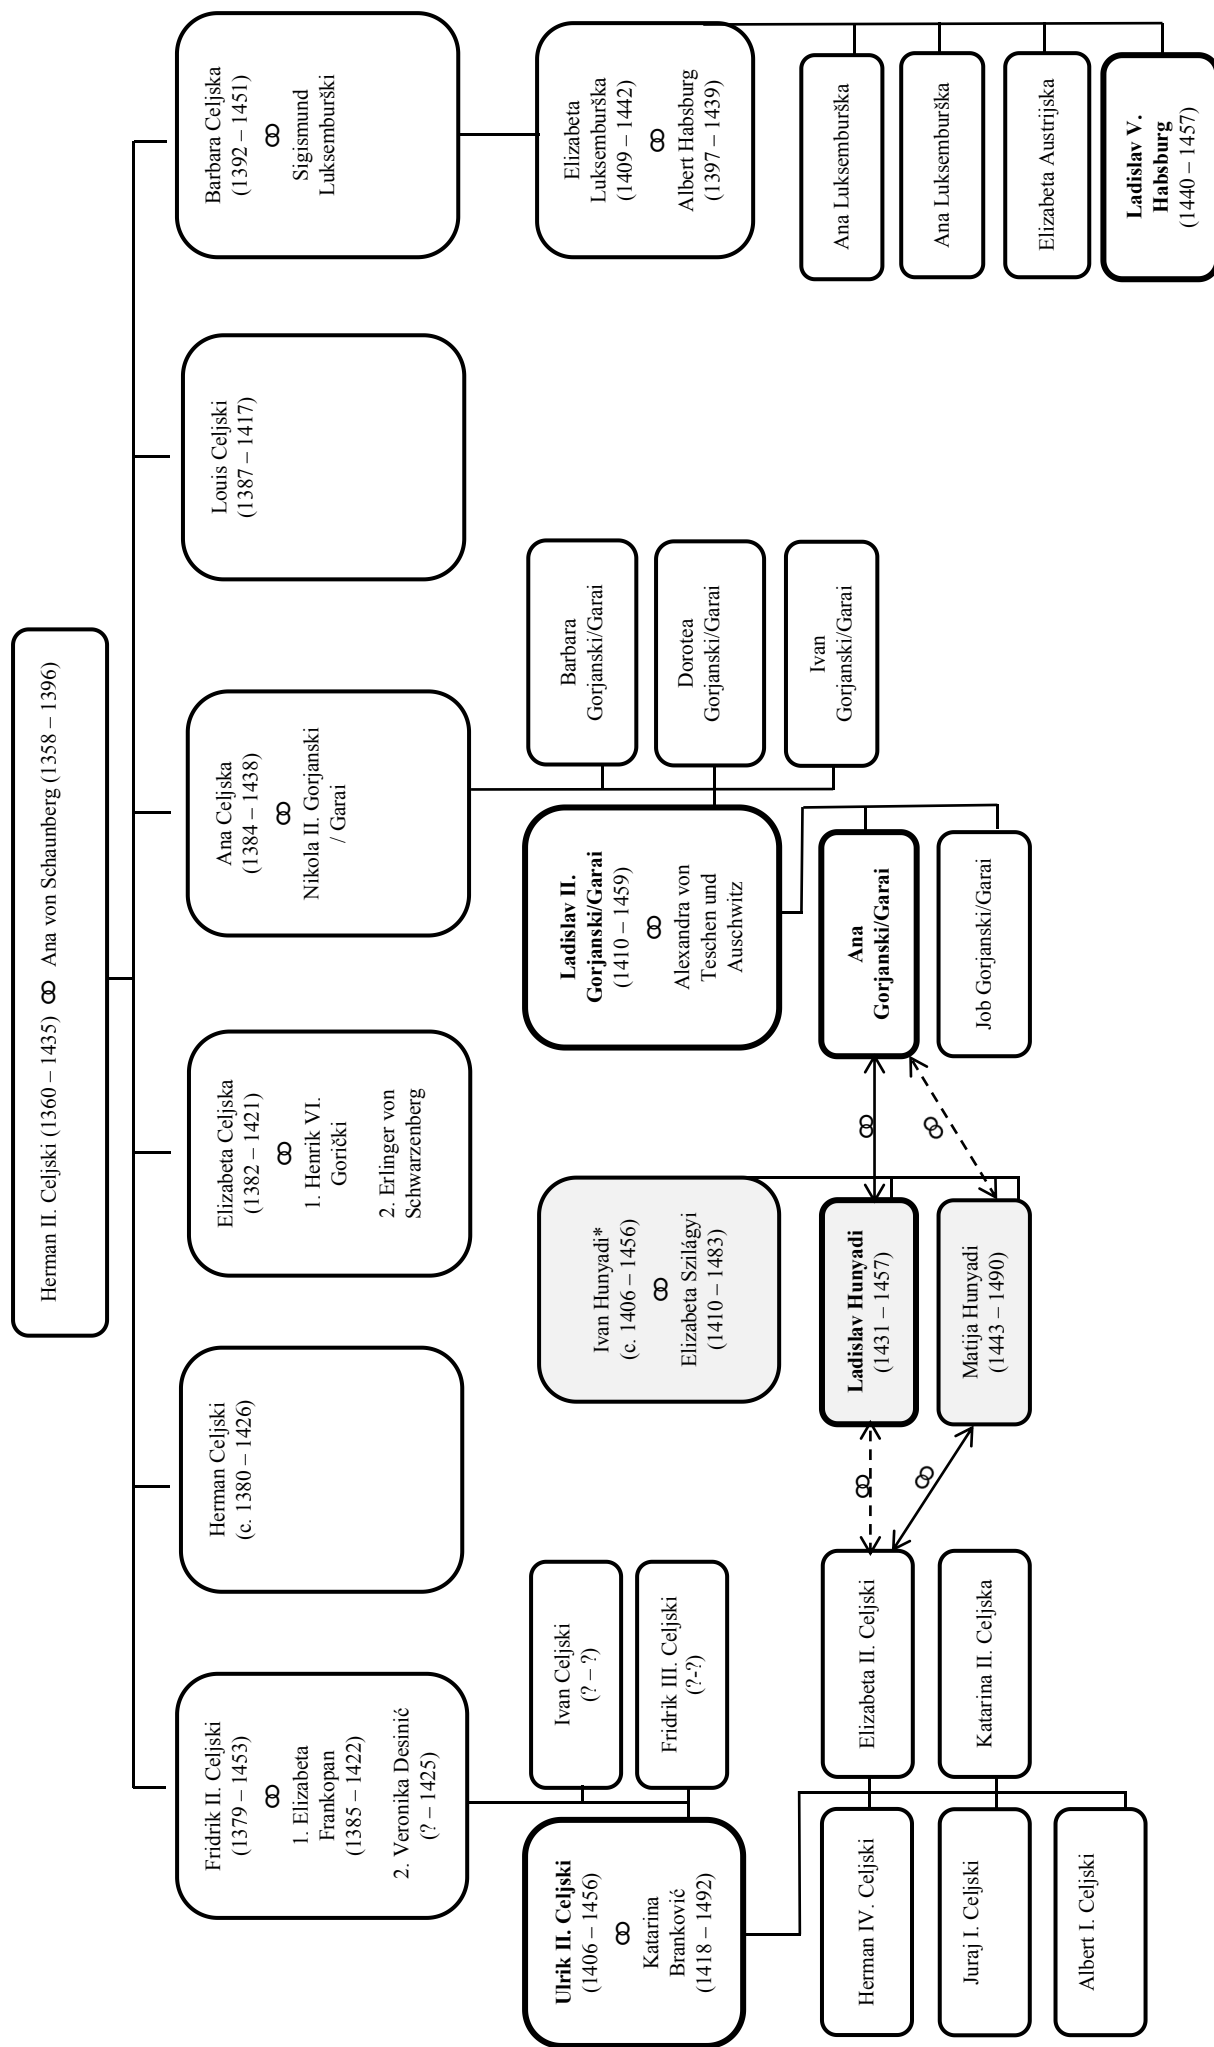 Herman II. Celjski (1360 – 1435) ⚭ Ana von Schaunberg (1358 – 1396)
Fridrik II. Celjski
(1379 – 1453)
⚭
1. Elizabeta
Frankopan
(1385 – 1422)
2. Veronika Desinić
(? – 1425)
Herman Celjski
(c. 1380 – 1426)
Elizabeta Celjska
(1382 – 1421)
⚭
1. Henrik VI.
Gorički
2. Erlinger von
Schwarzenberg
Ana Celjska
(1384 – 1438)
⚭
Nikola II. Gorjanski
/ Garai
Louis Celjski
(1387 – 1417)
Barbara Celjska
(1392 – 1451)
⚭
Sigismund
Luksemburški
Ulrik II. Celjski
(1406 – 1456)
⚭
Katarina
Branković
(1418 – 1492)
Ivan Celjski
(? – ?)
Fridrik III. Celjski
(?-?)
Ivan Hunyadi*
(c. 1406 – 1456)
⚭
Elizabeta Szilágyi
(1410 – 1483)
Ladislav II.
Gorjanski/Garai
(1410 – 1459)
⚭
Alexandra von
Teschen und
Auschwitz
Barbara
Gorjanski/Garai
Dorotea
Gorjanski/Garai
Ivan
Gorjanski/Garai
Elizabeta
Luksemburška
(1409 – 1442)
⚭
Albert Habsburg
(1397 – 1439)
Herman IV. Celjski
Juraj I. Celjski
Albert I. Celjski
Elizabeta II. Celjski
Katarina II. Celjska
⚭
⚭
Ladislav Hunyadi
(1431 – 1457)
Matija Hunyadi
(1443 – 1490)
⚭
⚭
Ana
Gorjanski/Garai
Job Gorjanski/Garai
Ana Luksemburška
Ana Luksemburška
Elizabeta Austrijska
Ladislav V.
Habsburg
(1440 – 1457)